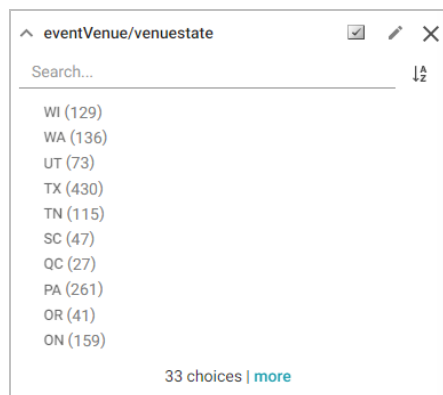 eventVenue/venuestate
Search...
WI (129)
WA (136)
UT (73)
TX (430)
TN (115)
SC (47)
QC (27)
PA (261)
OR (41)
ON (159)
33 choices | more